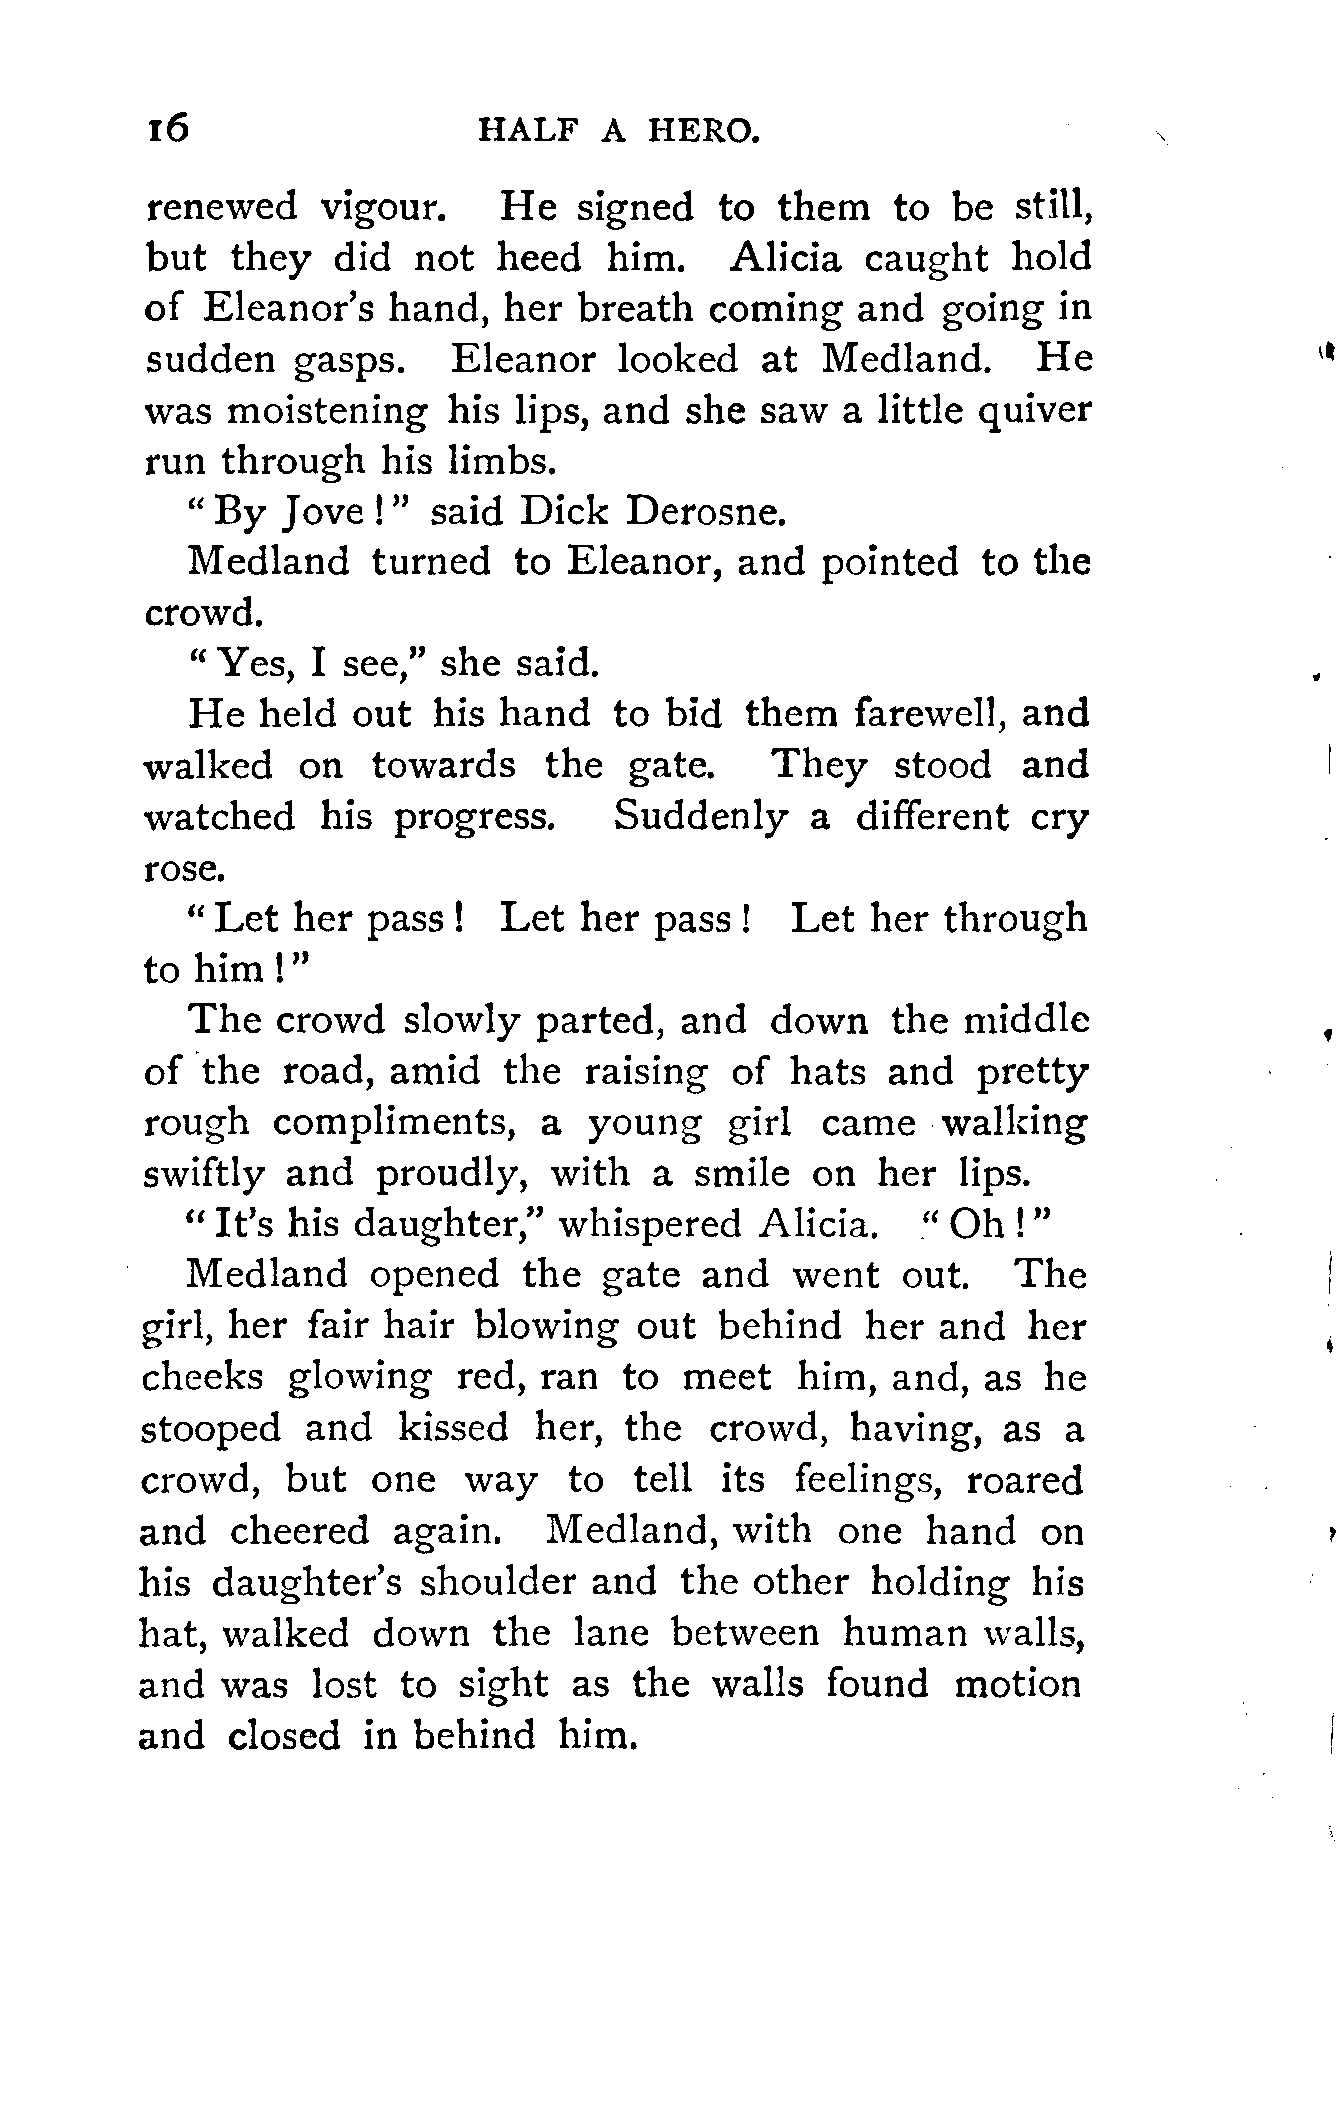 16 HALF A HERO.
renewed vigour. He signed to them to be still,
but they did not heed him. Alicia caught hold
of Eleanor's hand, her breath coming and going in
sudden gasps. Eleanor looked at Medland. He
was moistening his lips, and she saw a little quiver
run through his limbs.
"By Jove!" said Dick Derosne.
Medland turned to Eleanor, and pointed to the
crowd.
"Yes, I see," she said.
He held out his hand to bid them farewell, and
walked on towards the gate. They stood and
watched his progress. Suddenly a different cry
rose.
"Let her pass! Let her pass! Let her through
to him!"
The crowd slowly parted, and down the middle
of the road, amid the raising of hats and pretty
rough compliments, a young girl came walking
swiftly and proudly, with a smile on her lips.
"It's his daughter," whispered Alicia. "Oh!"
Medland opened the gate and went out. The
girl, her fair hair blowing out behind her and her
cheeks glowing red, ran to meet him, and, as he
stooped and kissed her, the crowd, having, as a
crowd, but one way to tell its feelings, roared
and cheered again. Medland, with one hand on
his daughter's shoulder and the other holding his
hat, walked down the lane between human walls,
and was lost to sight as the walls found motion
and closed in behind him.